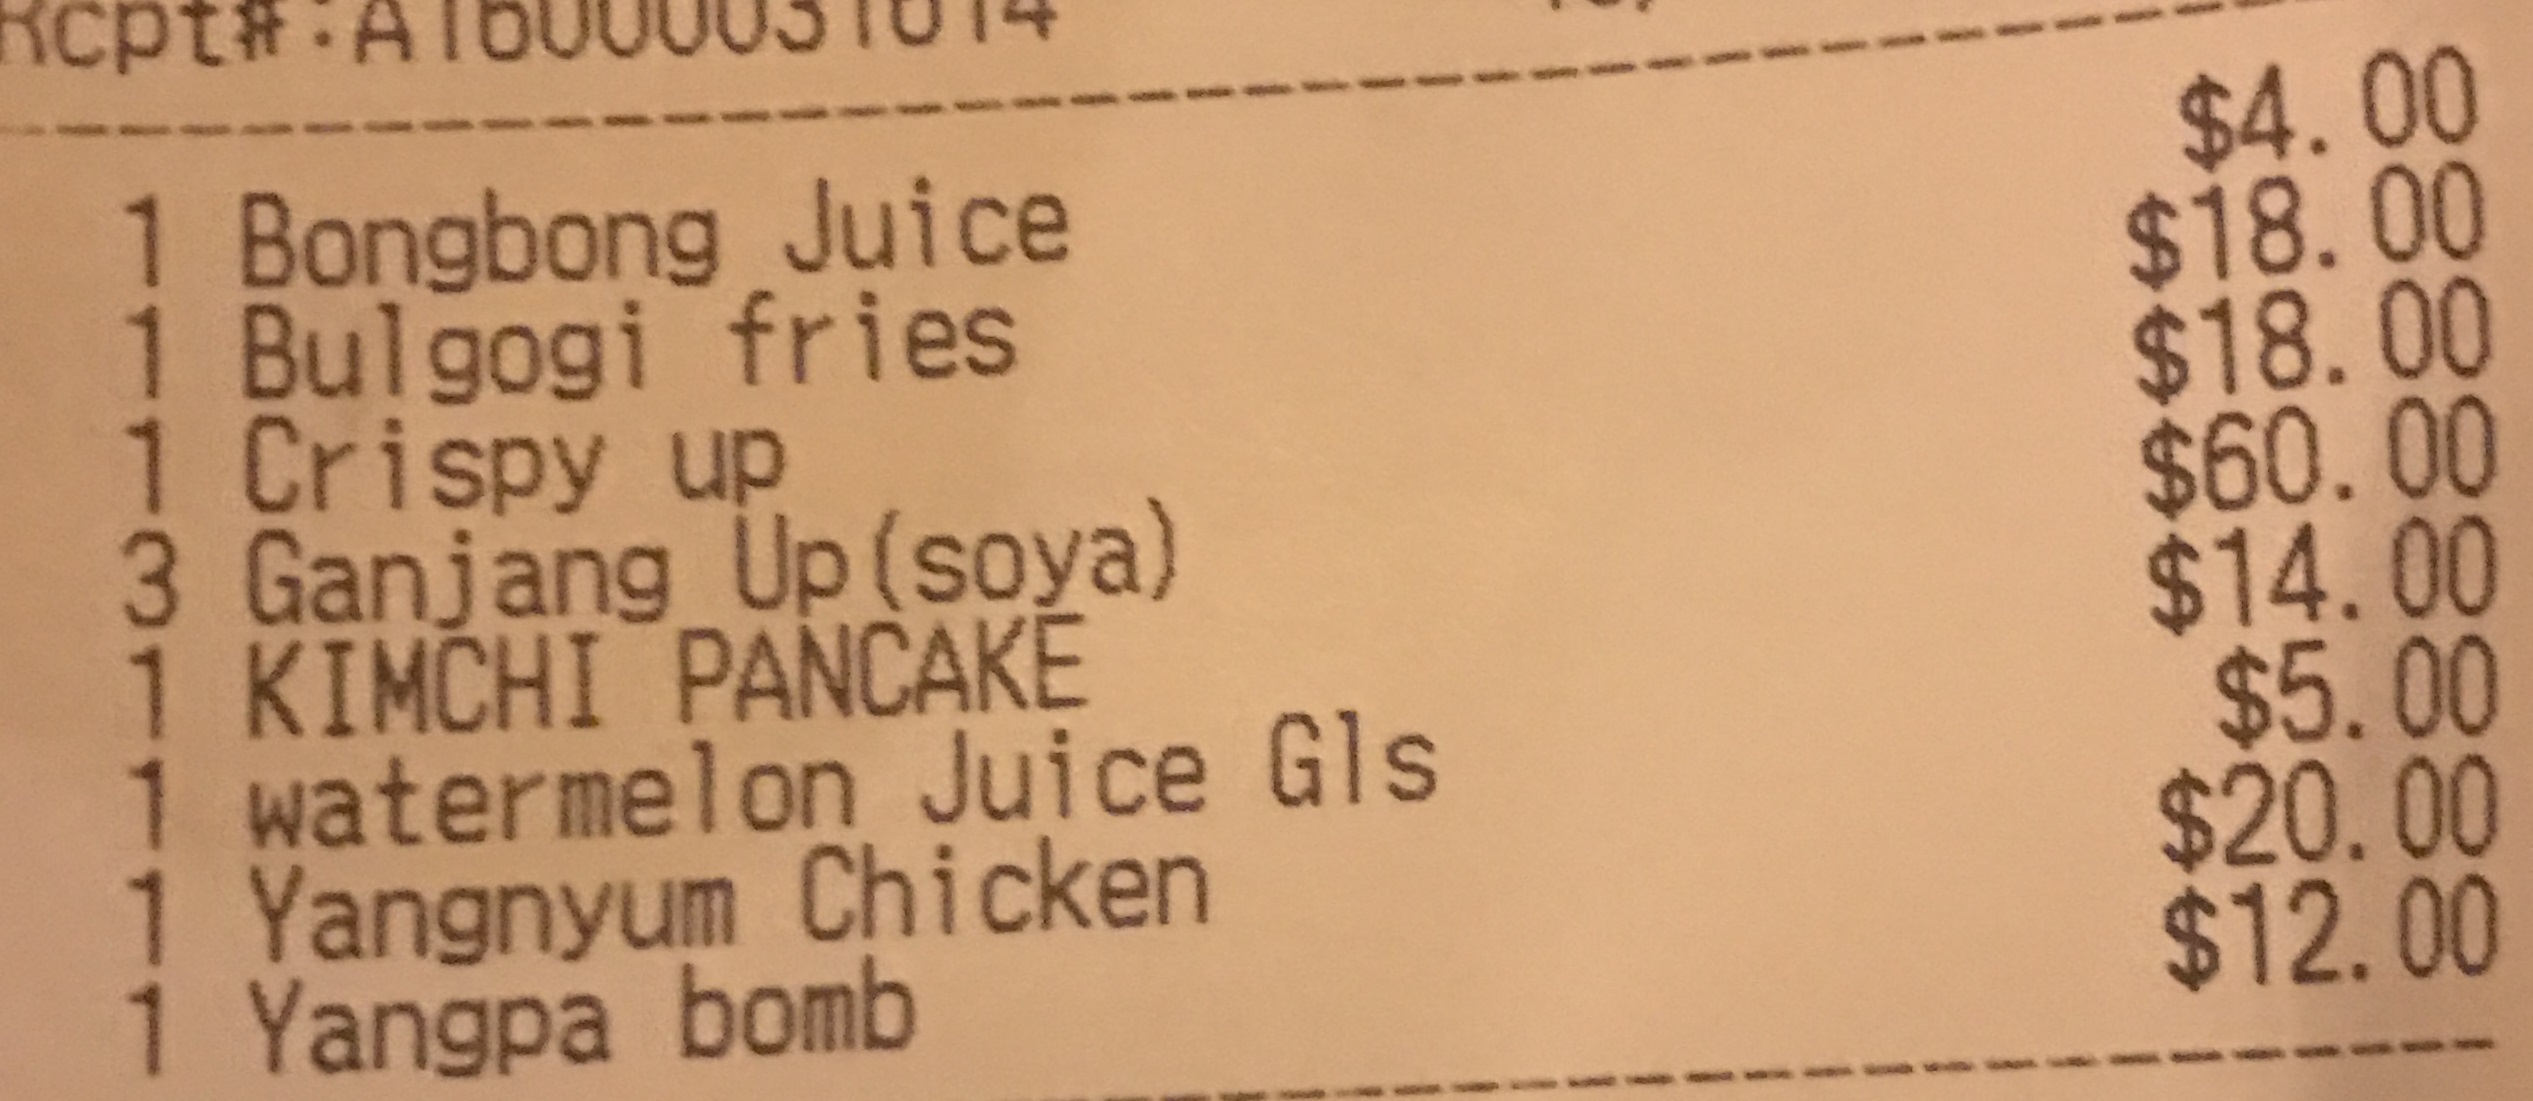 1 Bongbong Juice $4.00
1 Bulgogi fries $18.00
1 Crispy up $18.00
3 Ganjang Up(soya) $60.00
1 KIMCHI PANCAKE $14.00
1 watermelon Juice Gls $5.00
1 Yangnyum Chicken $20.00
1 Yangpa bomb $12.00